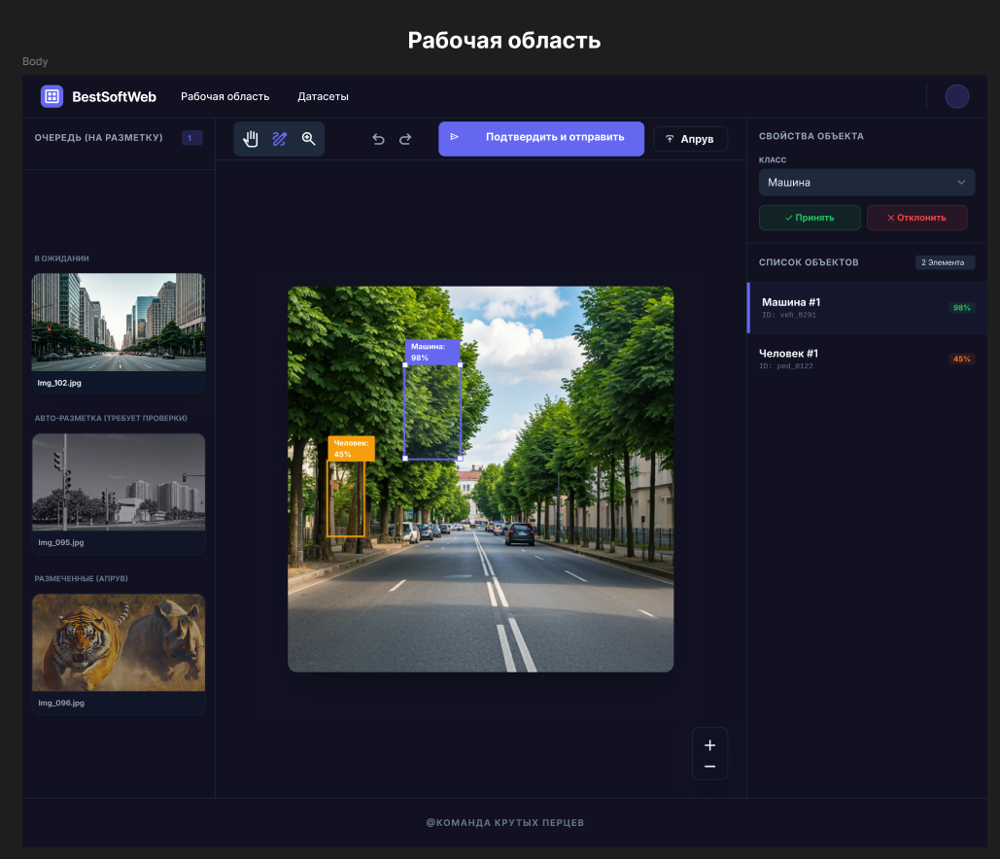 Рабочая область
Body
BestSoftWeb
Рабочая область
Датасеты
ОЧЕРЕДЬ (НА РАЗМЕТКУ)
1
В ОЖИДАНИИ
Img_102.jpg
АВТО-РАЗМЕТКА (ТРЕБУЕТ ПРОВЕРКИ)
Img_095.jpg
РАЗМЕЧЕННЫЕ (АПРУВ)
Img_096.jpg
Подтвердить и отправить
Апрув
Машина:
98%
Человек:
45%
СВОЙСТВА ОБЪЕКТА
КЛАСС
Машина
Принять
Отклонить
СПИСОК ОБЪЕКТОВ
2 Элемента
Машина #1
ID: veh_8291
98%
Человек #1
ID: ped_0122
45%
@КОМАНДА КРУТЫХ ПЕРЦЕВ